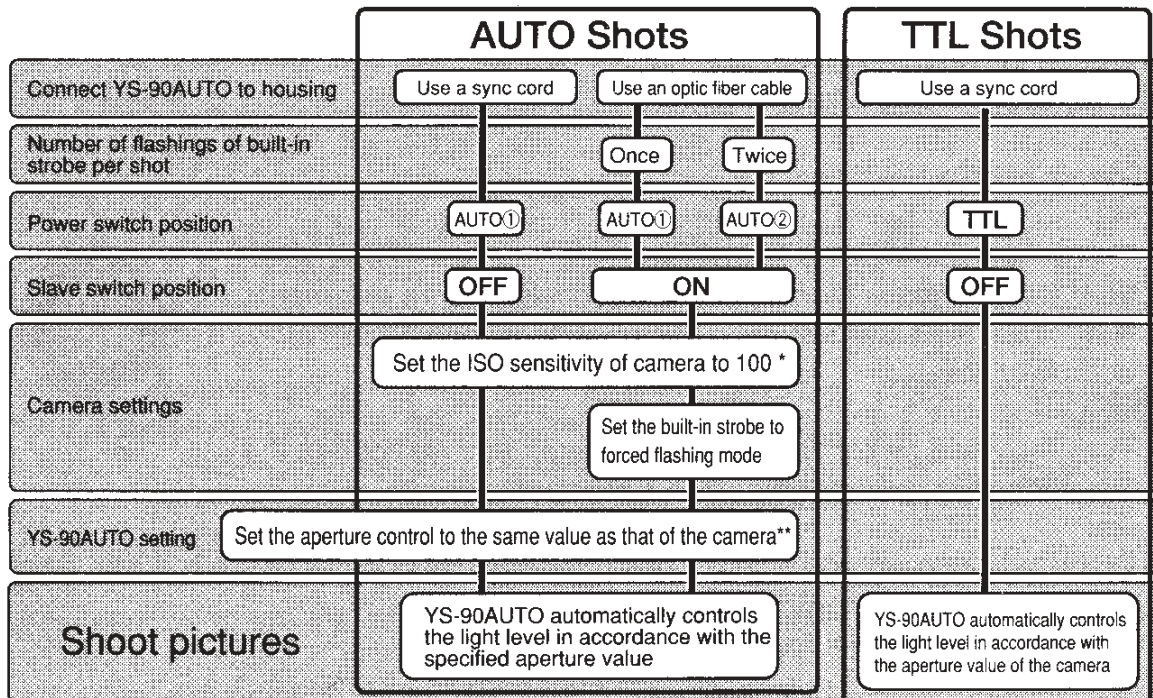 AUTO Shots
TTL Shots
Connect YS-90AUTO to housing
Use a sync cord
Use an optic fiber cable
Use a sync cord
Number of flashings of built-in
strobe per shot
Once
Twice
Power switch position
AUTO①
AUTO①
AUTO②
TTL
Slave switch position
OFF
ON
OFF
Camera settings
Set the ISO sensitivity of camera to 100 *
Set the built-in strobe to
forced flashing mode
YS-90AUTO setting
Set the aperture control to the same value as that of the camera**
Shoot pictures
YS-90AUTO automatically controls
the light level in accordance with the
specified aperture value
YS-90AUTO automatically controls
the light level in accordance with
the aperture value of the camera